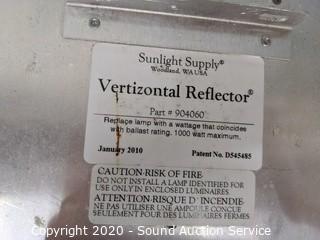 Sunlight Supply®
Woodland, WA USA
Vertizontal Reflector®
Part # 904060
Replace lamp with a wattage that coincides
with ballast rating. 1000 watt maximum.
January 2010 Patent No. D545485
CAUTION-RISK OF FIRE
DO NOT INSTALL A LAMP IDENTIFIED FOR
USE ONLY IN ENCLOSED LUMINAIRES.
ATTENTION-RISQUE D' INCENDIE-
NE PAS UTILISER UNE AMPOULE CONÇUE
SEULEMENT POUR DES LUMINAIRES FERMES
Copyright 2020 - Sound Auction Service